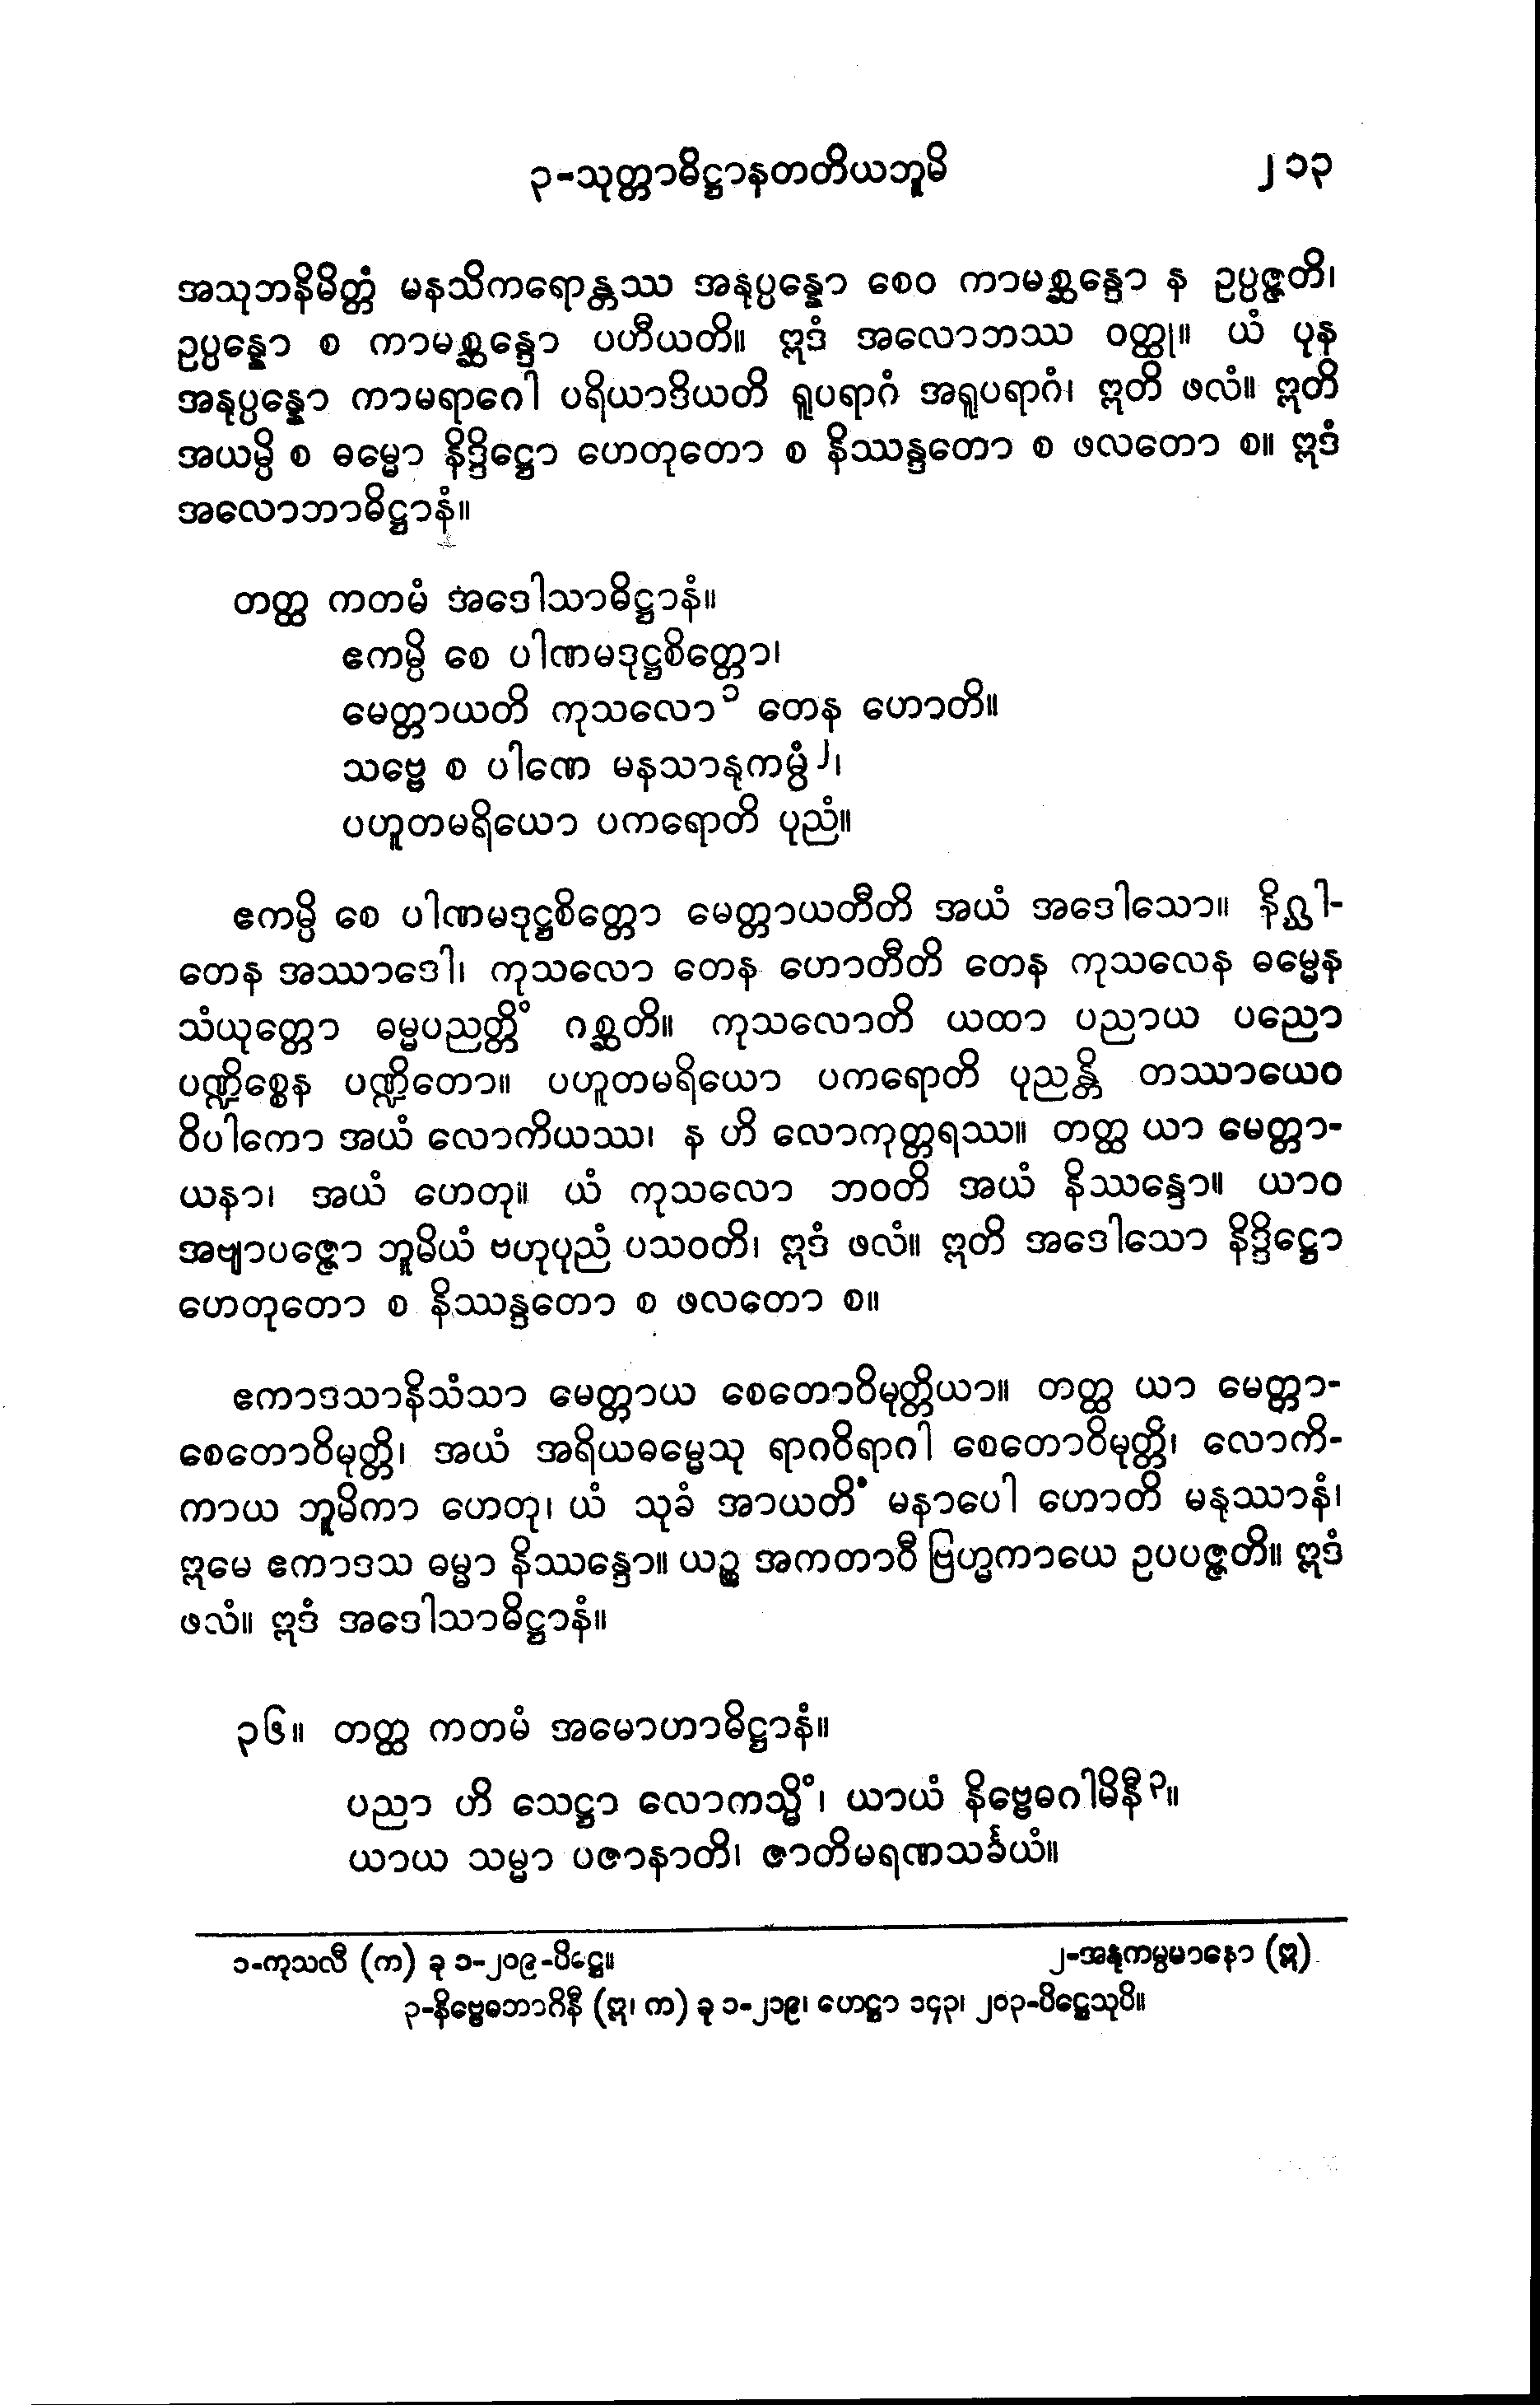 ၃-သုတ္တာဓိဋ္ဌာနတတိယဘူမိ ၂၁၃
အသုဘနိမိတ္တံ မနသိကရောန္တဿ အနုပ္ပန္နော စေဝ ကာမစ္ဆန္ဒော န ဥပ္ပဇ္ဇတိ၊
ဥပ္ပန္နော စ ကာမစ္ဆန္ဒော ပဟီယတိ။ ဣဒံ အလောဘဿ ဝတ္ထု။ ယံ ပုန
အနုပ္ပန္နော ကာမရာဂေါ ပရိယာဒိယတိ ရူပရာဂံ အရူပရာဂံ၊ ဣတိ ဖလံ။ ဣတိ
အယမ္ပိ စ ဓမ္မော နိဒ္ဒိဋ္ဌော ဟေတုတော စ နိဿန္ဒတော စ ဖလတော စ။ ဣဒံ
အလောဘာဓိဋ္ဌာနံ။
တတ္ထ ကတမံ အဒေါသာဓိဋ္ဌာနံ။
ဧကမ္ပိ စေ ပါဏမဒုဋ္ဌစိတ္တော၊
မေတ္တာယတိ ကုသလော၁ တေန ဟောတိ။
သဗ္ဗေ စ ပါဏေ မနသာနုကမ္ပံ၂၊
ပဟူတမရိယော ပကရောတိ ပုညံ။
ဧကမ္ပိ စေ ပါဏမဒုဋ္ဌစိတ္တော မေတ္တာယတီတိ အယံ အဒေါသော။ နိဂ္ဃါ-
တေန အဿာဒေါ၊ ကုသလော တေန ဟောတီတိ တေန ကုသလေန ဓမ္မေန
သံယုတ္တော ဓမ္မပညတ္တိံ ဂစ္ဆတိ။ ကုသလောတိ ယထာ ပညာယ ပညော
ပဏ္ဍိစ္စေန ပဏ္ဍိတော။ ပဟူတမရိယော ပကရောတိ ပုညန္တိ တဿာယေဝ
ဝိပါကော အယံ လောကိယဿ၊ န ဟိ လောကုတ္တရဿ။ တတ္ထ ယာ မေတ္တာ-
ယနာ၊ အယံ ဟေတု။ ယံ ကုသလော ဘဝတိ အယံ နိဿန္ဒော။ ယာဝ
အဗျာပဇ္ဇော ဘူမိယံ ဗဟုပုညံ ပသဝတိ၊ ဣဒံ ဖလံ။ ဣတိ အဒေါသော နိဒ္ဒိဋ္ဌော
ဟေတုတော စ နိဿန္ဒတော စ ဖလတော စ။
ဧကာဒသာနိသံသာ မေတ္တာယ စေတောဝိမုတ္တိယာ။ တတ္ထ ယာ မေတ္တာ-
စေတောဝိမုတ္တိ၊ အယံ အရိယဓမ္မေသု ရာဂဝိရာဂါ စေတောဝိမုတ္တိ၊ လောကိ-
ကာယ ဘူမိကာ ဟေတု၊ ယံ သုခံ အာယတိံ မနာပေါ ဟောတိ မနုဿာနံ၊
ဣမေ ဧကာဒသ ဓမ္မာ နိဿန္ဒော။ ယဉ္စ အကတာဝီ ဗြဟ္မကာယေ ဥပပဇ္ဇတိ။ ဣဒံ
ဖလံ။ ဣဒံ အဒေါသာဓိဋ္ဌာနံ။
၃၆။ တတ္ထ ကတမံ အမောဟာဓိဋ္ဌာနံ။
ပညာ ဟိ သေဋ္ဌာ လောကသ္မိံ၊ ယာယံ နိဗ္ဗေဓဂါမိနီ၃။
ယာယ သမ္မာ ပဇာနာတိ၊ ဇာတိမရဏသင်္ခယံ။
၁-ကုသလီ (က) ခု ၁-၂၀၉-ပိဋ္ဌေ။ ၂-အနုကမ္ပမာနော (ဣ)
၃-နိဗ္ဗေဓဘာဂိနီ (ဣ၊ က) ခု ၁-၂၁၉၊ ဟေဋ္ဌာ ၁၄၃၊ ၂၀၃-ပိဋ္ဌေသုပိ။